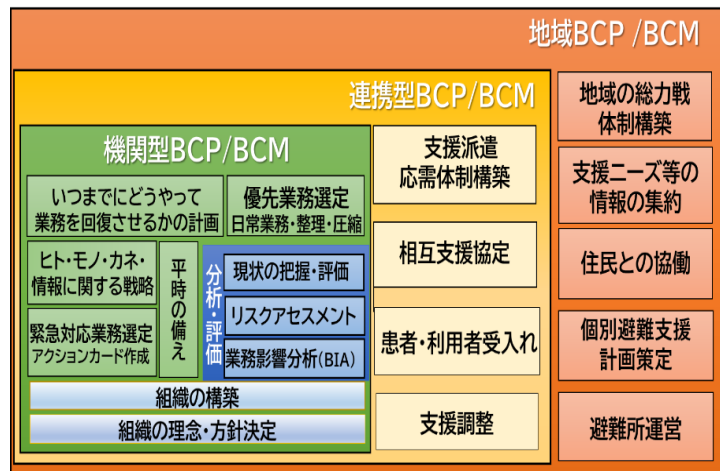 地域BCP /BCM
連携型BCP/BCM
機関型BCP/BCM
いつまでにどうやって
業務を回復させるかの計画
優先業務選定
日常業務・整理・圧縮
ヒト・モノ・カネ・
情報に関する戦略
緊急対応業務選定
アクションカード作成
平時の備え
分析・評価
現状の把握・評価
リスクアセスメント
業務影響分析(BIA)
組織の構築
組織の理念・方針決定
支援派遣
応需体制構築
相互支援協定
患者・利用者受入れ
支援調整
地域の総力戦
体制構築
支援ニーズ等の
情報の集約
住民との協働
個別避難支援
計画策定
避難所運営